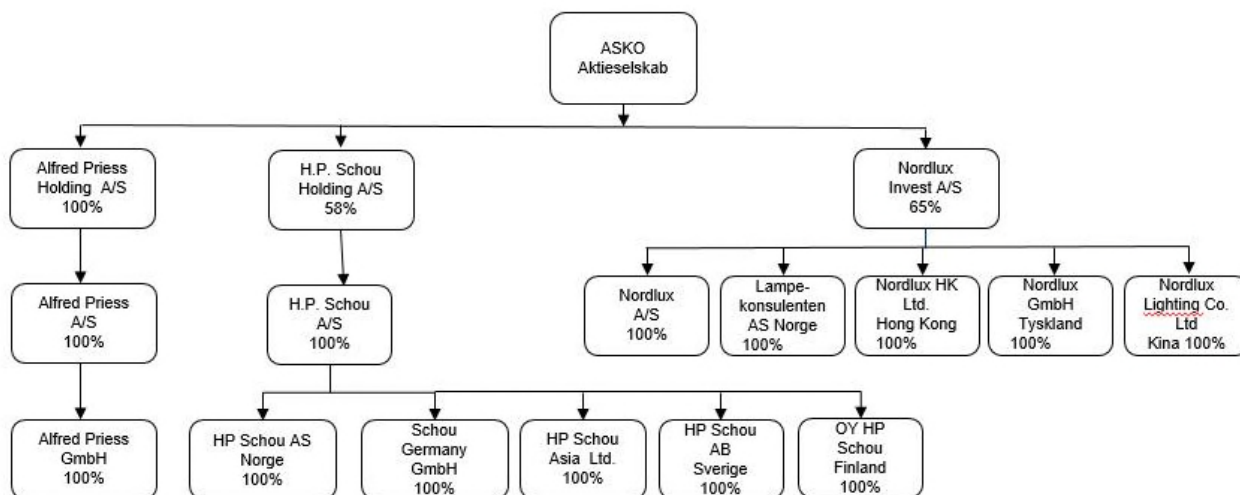 ASKO
Aktieselskab
Alfred Priess
Holding A/S
100%
H.P. Schou
Holding A/S
58%
Nordlux
Invest A/S
65%
Alfred Priess
A/S
100%
H.P. Schou
A/S
100%
Nordlux
A/S
100%
Lampe-
konsulenten
AS Norge
100%
Nordlux HK
Ltd.
Hong Kong
100%
Nordlux
GmbH
Tyskland
100%
Nordlux
Lighting Co.
Ltd
Kina 100%
Alfred Priess
GmbH
100%
HP Schou AS
Norge
100%
Schou
Germany
GmbH
100%
HP Schou
Asia Ltd.
100%
HP Schou
AB
Sverige
100%
OY HP
Schou
Finland
100%